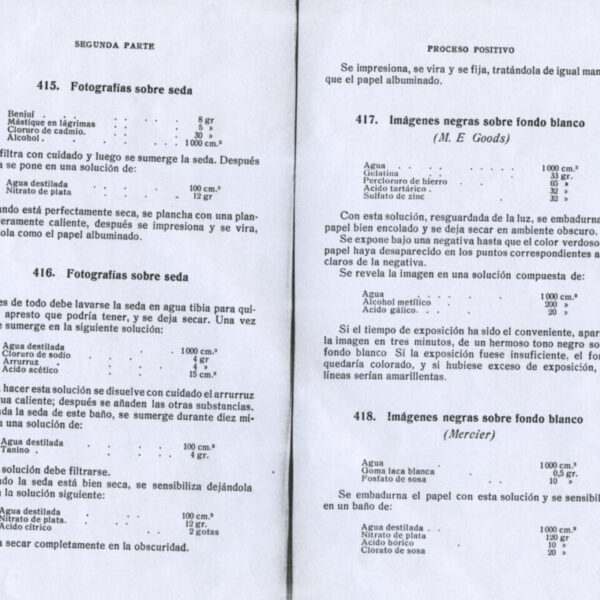 SEGUNDA PARTE
415. Fotografías sobre seda
Benjuí . . . . 8 gr
Mástique en lágrimas . . . 5 »
Cloruro de cadmio. . . . 30 »
Alcohol. . . . . 1000 cm.³
filtra con cuidado y luego se sumerge la seda. Después
a se pone en una solución de:
Agua destilada . . . 100 cm.³
Nitrato de plata . . . 12 gr
ando está perfectamente seca, se plancha con una plan-
eramente caliente, después se impresiona y se vira,
dola como el papel albuminado.
416. Fotografías sobre seda
es de todo debe lavarse la seda en agua tibia para qui-
apresto que podría tener, y se deja secar. Una vez
e sumerge en la siguiente solución:
Agua destilada . . . 1000 cm.³
Cloruro de sodio . . . 4 gr
Arrurruz . . . . 4 »
Acido acético . . . 15 cm.³
hacer esta solución se disuelve con cuidado el arrurruz
ua caliente; después se añaden las otras substancias.
da la seda de este baño, se sumerge durante diez mi-
n una solución de:
Agua destilada . . . 100 cm.³
Tanino . . . . 4 gr.
solución debe filtrarse.
do la seda está bien seca, se sensibiliza dejándola
n la solución siguiente:
Agua destilada . . . 100 cm.³
Nitrato de plata. . . . 12 gr.
Acido cítrico . . . 2 gotas
a secar completamente en la obscuridad.
PROCESO POSITIVO
Se impresiona, se vira y se fija, tratándola de igual man
que el papel albuminado.
417. Imágenes negras sobre fondo blanco
(M. E Goods)
Agua . . . . . 1000 cm.³
Gelatina . . . . 33 gr.
Percloruro de hierro . . . 65 »
Acido tartárico . . . . 32 »
Sulfato de zinc . . . 32 »
Con esta solución, resguardada de la luz, se embadurna
papel bien encolado y se deja secar en ambiente obscuro.
Se expone bajo una negativa hasta que el color verdoso
papel haya desaparecido en los puntos correspondientes a
claros de la negativa.
Se revela la imagen en una solución compuesta de:
Agua . . . . . 1000 cm.³
Alcohol metílico . . . 200 »
Acido gálico. . . . 20 »
Si el tiempo de exposición ha sido el conveniente, apar
la imagen en tres minutos, de un hermoso tono negro so
fondo blanco Si la exposición fuese insuficiente, el fon
quedaría colorado, y si hubiese exceso de exposición,
líneas serían amarillentas.
418. Imágenes negras sobre fondo blanco
(Mercier)
Agua . . . . 1000 cm.³
Goma laca blanca . . . 0,5 gr.
Fosfato de sosa . . . 10 »
Se embadurna el papel con esta solución y se sensibil
en un baño de:
Agua destilada . . . . 1000 cm.³
Nitrato de plata . . . 120 gr
Acido bórico . . . 10 »
Clorato de sosa . . . 20 »